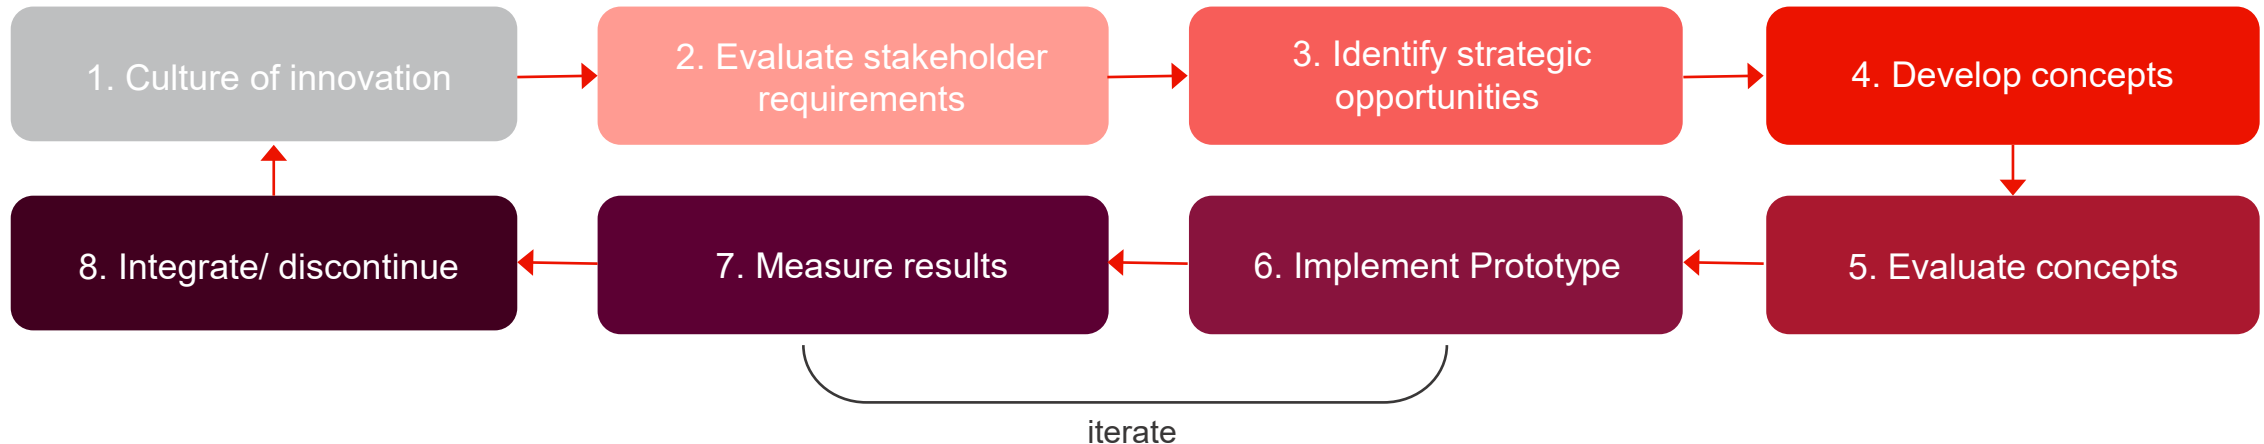 1. Culture of innovation
2. Evaluate stakeholder
requirements
3. Identify strategic
opportunities
4. Develop concepts
5. Evaluate concepts
6. Implement Prototype
7. Measure results
8. Integrate/ discontinue
iterate